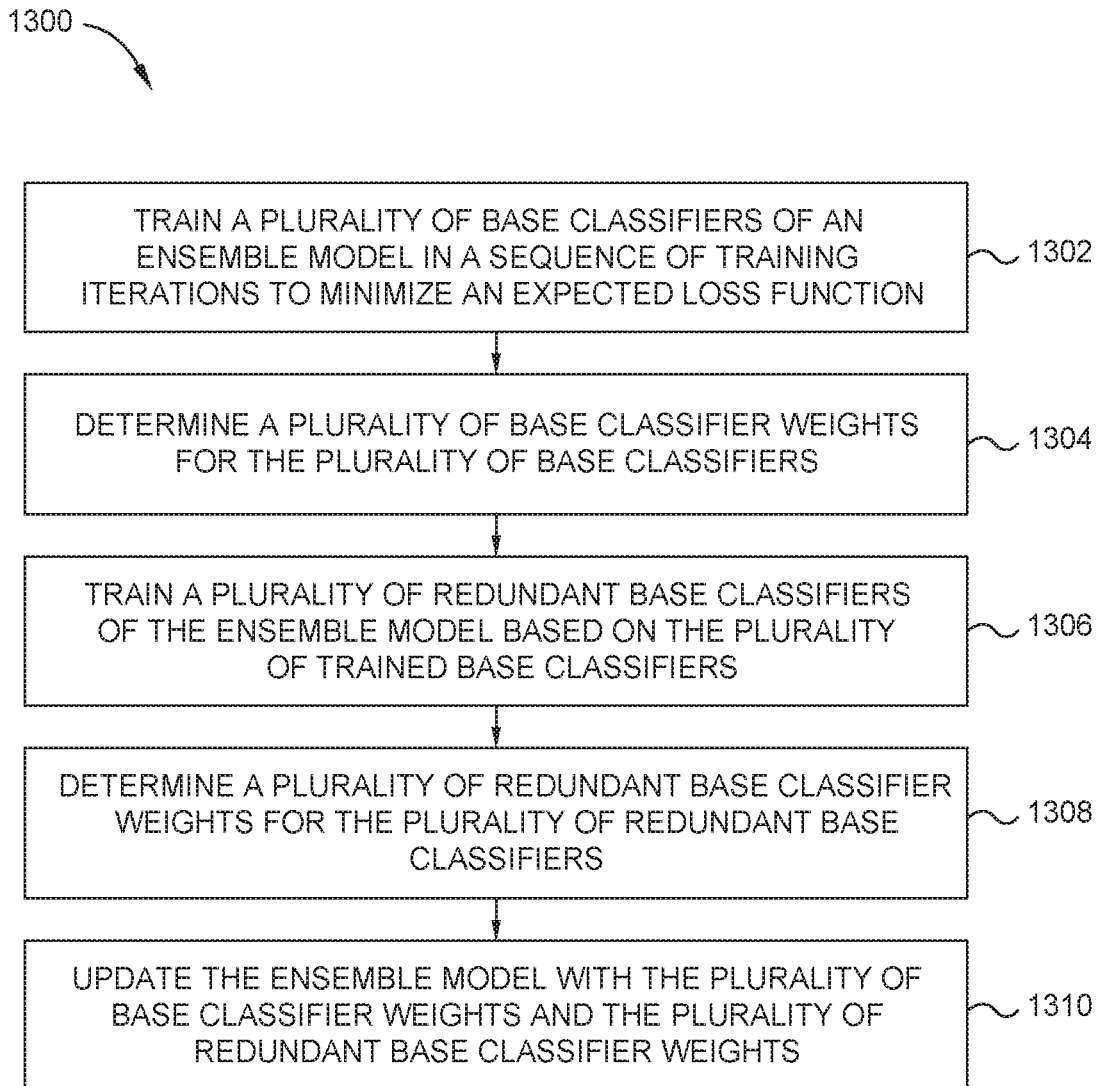 1300
TRAIN A PLURALITY OF BASE CLASSIFIERS OF AN
ENSEMBLE MODEL IN A SEQUENCE OF TRAINING
ITERATIONS TO MINIMIZE AN EXPECTED LOSS FUNCTION
1302
DETERMINE A PLURALITY OF BASE CLASSIFIER WEIGHTS
FOR THE PLURALITY OF BASE CLASSIFIERS
1304
TRAIN A PLURALITY OF REDUNDANT BASE CLASSIFIERS
OF THE ENSEMBLE MODEL BASED ON THE PLURALITY
OF TRAINED BASE CLASSIFIERS
1306
DETERMINE A PLURALITY OF REDUNDANT BASE CLASSIFIER
WEIGHTS FOR THE PLURALITY OF REDUNDANT BASE
CLASSIFIERS
1308
UPDATE THE ENSEMBLE MODEL WITH THE PLURALITY OF
BASE CLASSIFIER WEIGHTS AND THE PLURALITY OF
REDUNDANT BASE CLASSIFIER WEIGHTS
1310